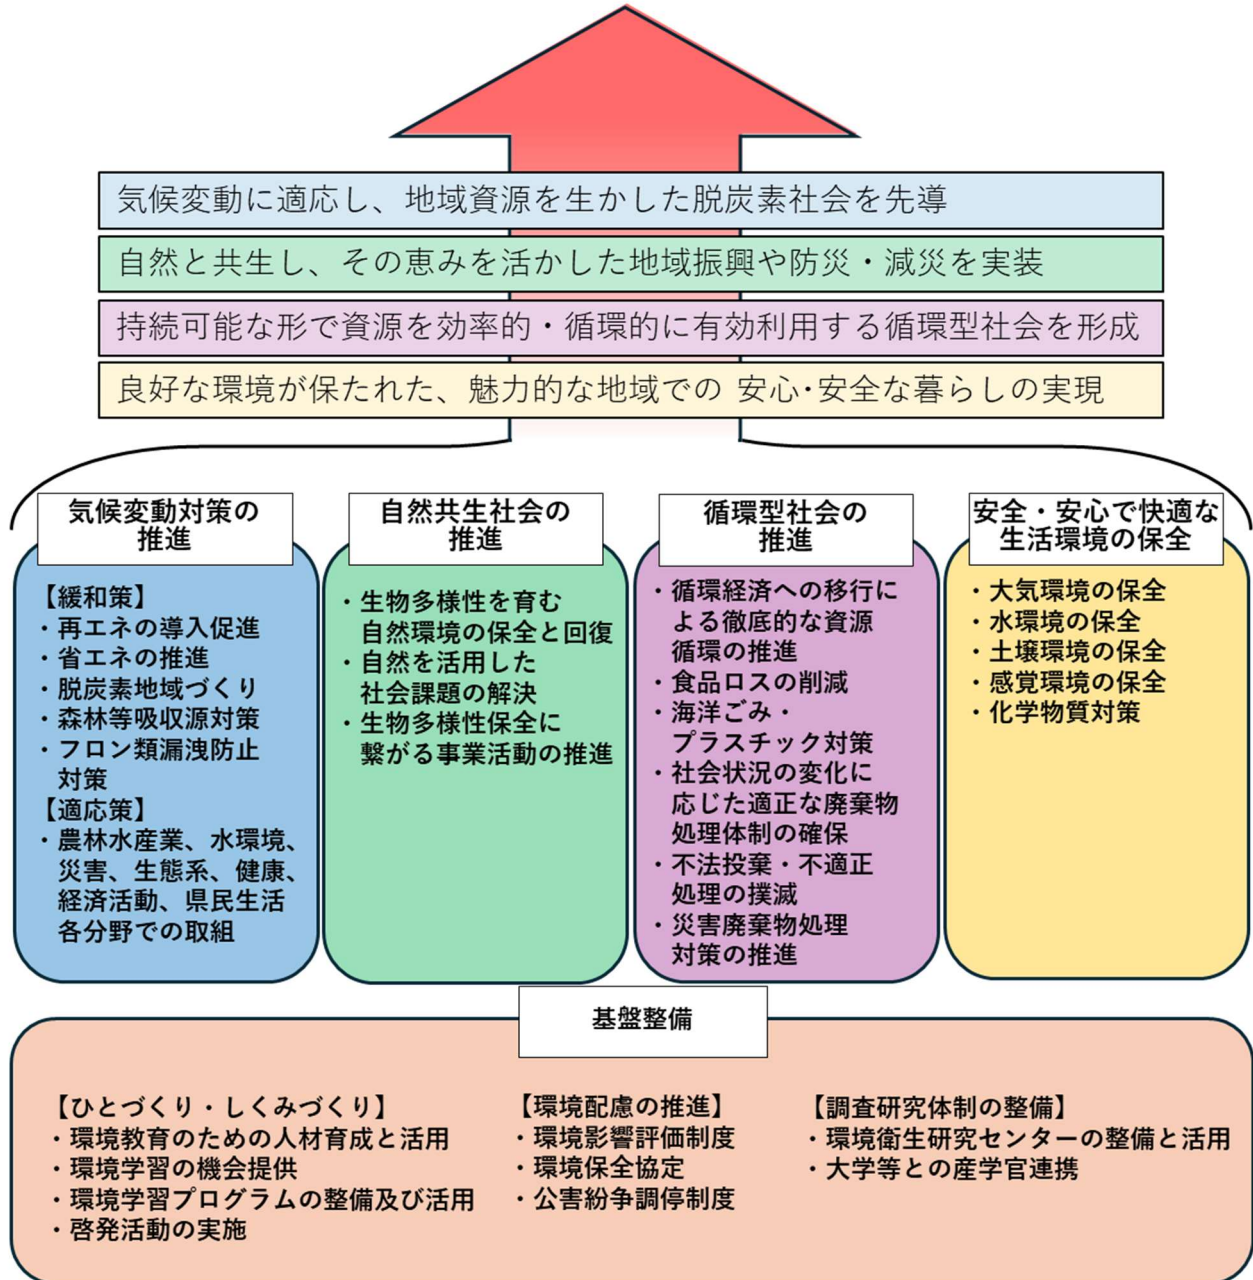 気候変動に適応し、地域資源を生かした脱炭素社会を先導
自然と共生し、その恵みを活かした地域振興や防災・減災を実装
持続可能な形で資源を効率的・循環的に有効利用する循環型社会を形成
良好な環境が保たれた、魅力的な地域での 安心･安全な暮らしの実現
気候変動対策の
推進
【緩和策】
・再エネの導入促進
・省エネの推進
・脱炭素地域づくり
・森林等吸収源対策
・フロン類漏洩防止
対策
【適応策】
・農林水産業、水環境、
災害、生態系、健康、
経済活動、県民生活
各分野での取組
自然共生社会の
推進
・生物多様性を育む
自然環境の保全と回復
・自然を活用した
社会課題の解決
・生物多様性保全に
繋がる事業活動の推進
循環型社会の
推進
・循環経済への移行に
よる徹底的な資源
循環の推進
・食品ロスの削減
・海洋ごみ・
プラスチック対策
・社会状況の変化に
応じた適正な廃棄物
処理体制の確保
・不法投棄・不適正
処理の撲滅
・災害廃棄物処理
対策の推進
安全・安心で快適な
生活環境の保全
・大気環境の保全
・水環境の保全
・土壌環境の保全
・感覚環境の保全
・化学物質対策
基盤整備
【ひとづくり・しくみづくり】
・環境教育のための人材育成と活用
・環境学習の機会提供
・環境学習プログラムの整備及び活用
・啓発活動の実施
【環境配慮の推進】
・環境影響評価制度
・環境保全協定
・公害紛争調停制度
【調査研究体制の整備】
・環境衛生研究センターの整備と活用
・大学等との産学官連携